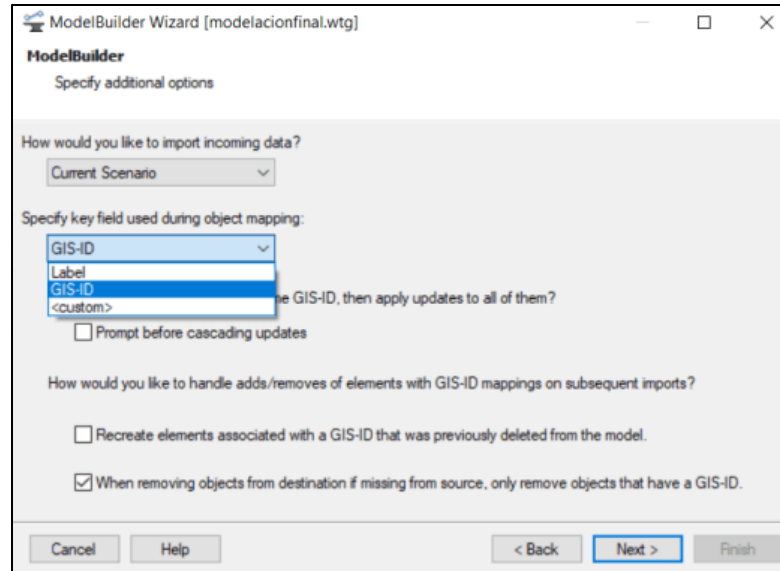 ModelBuilder Wizard [modelacionfinal.wtg]
ModelBuilder
Specify additional options
How would you like to import incoming data?
Current Scenario
Specify key field used during object mapping:
GIS-ID
Label
GIS-ID
<custom>
GIS-ID, then apply updates to all of them?
Prompt before cascading updates
How would you like to handle adds/removes of elements with GIS-ID mappings on subsequent imports?
Recreate elements associated with a GIS-ID that was previously deleted from the model.
When removing objects from destination if missing from source, only remove objects that have a GIS-ID.
Cancel Help < Back Next > Finish